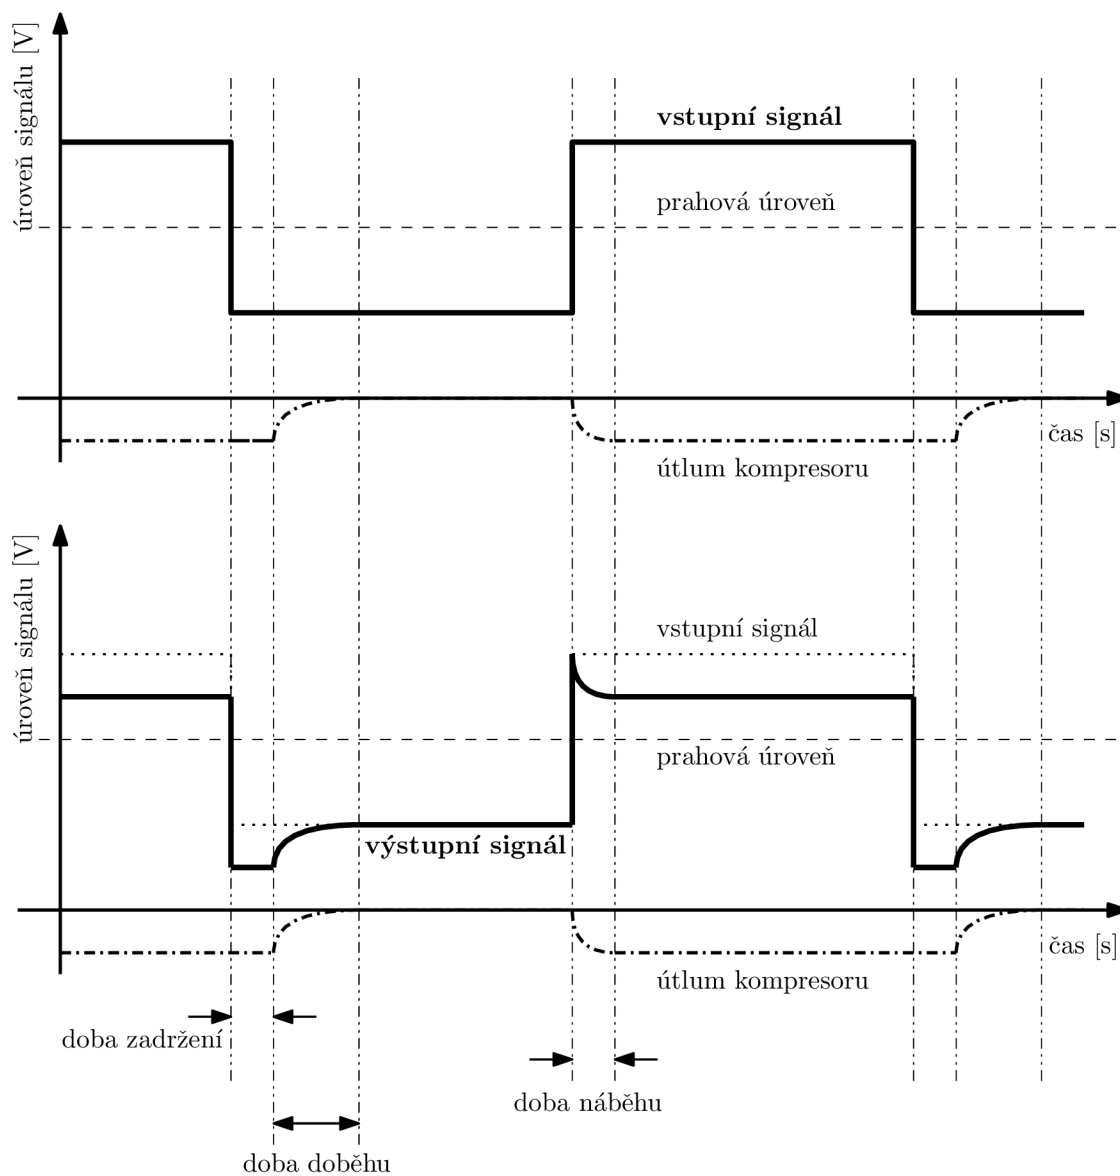 úroveň signálu [V]
vstupní signál
prahová úroveň
čas [s]
útlum kompresoru
úroveň signálu [V]
vstupní signál
prahová úroveň
výstupní signál
čas [s]
útlum kompresoru
doba zadržení
doba náběhu
doba doběhu